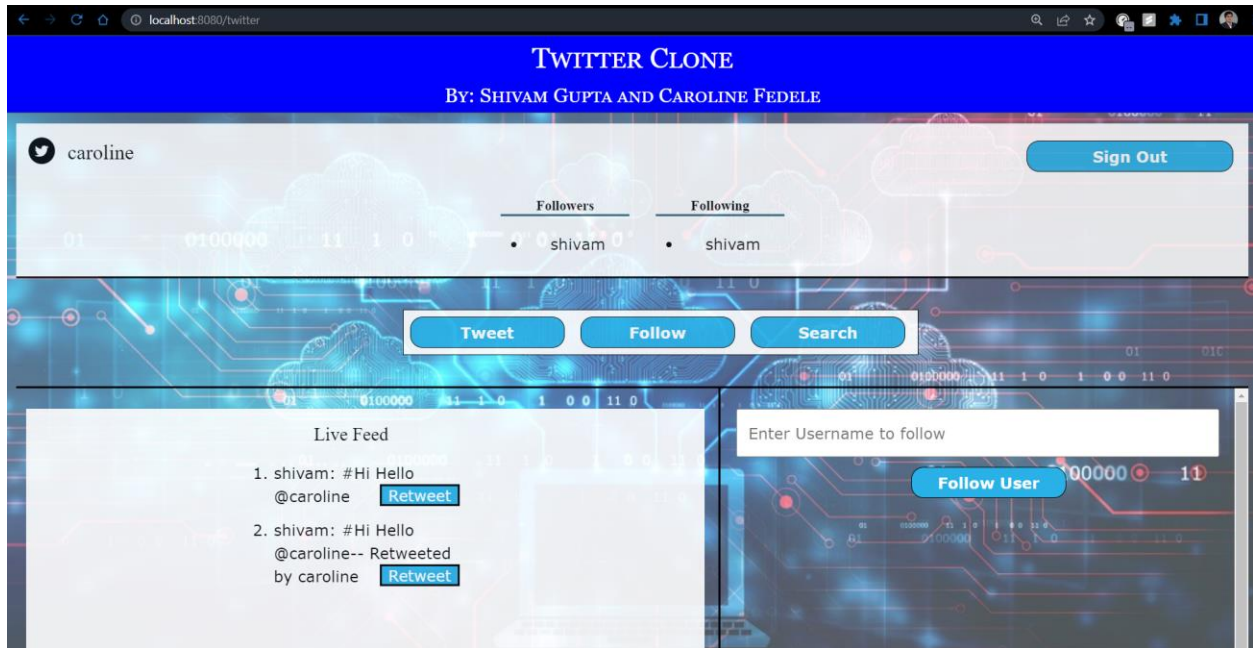 localhost:8080/twitter
Twitter Clone
By: Shivam Gupta and Caroline Fedele
caroline
Sign Out
Followers Following
• shivam • shivam
Tweet Follow Search
Live Feed
1. shivam: #Hi Hello
@caroline Retweet
2. shivam: #Hi Hello
@caroline-- Retweeted
by caroline Retweet
Enter Username to follow
Follow User